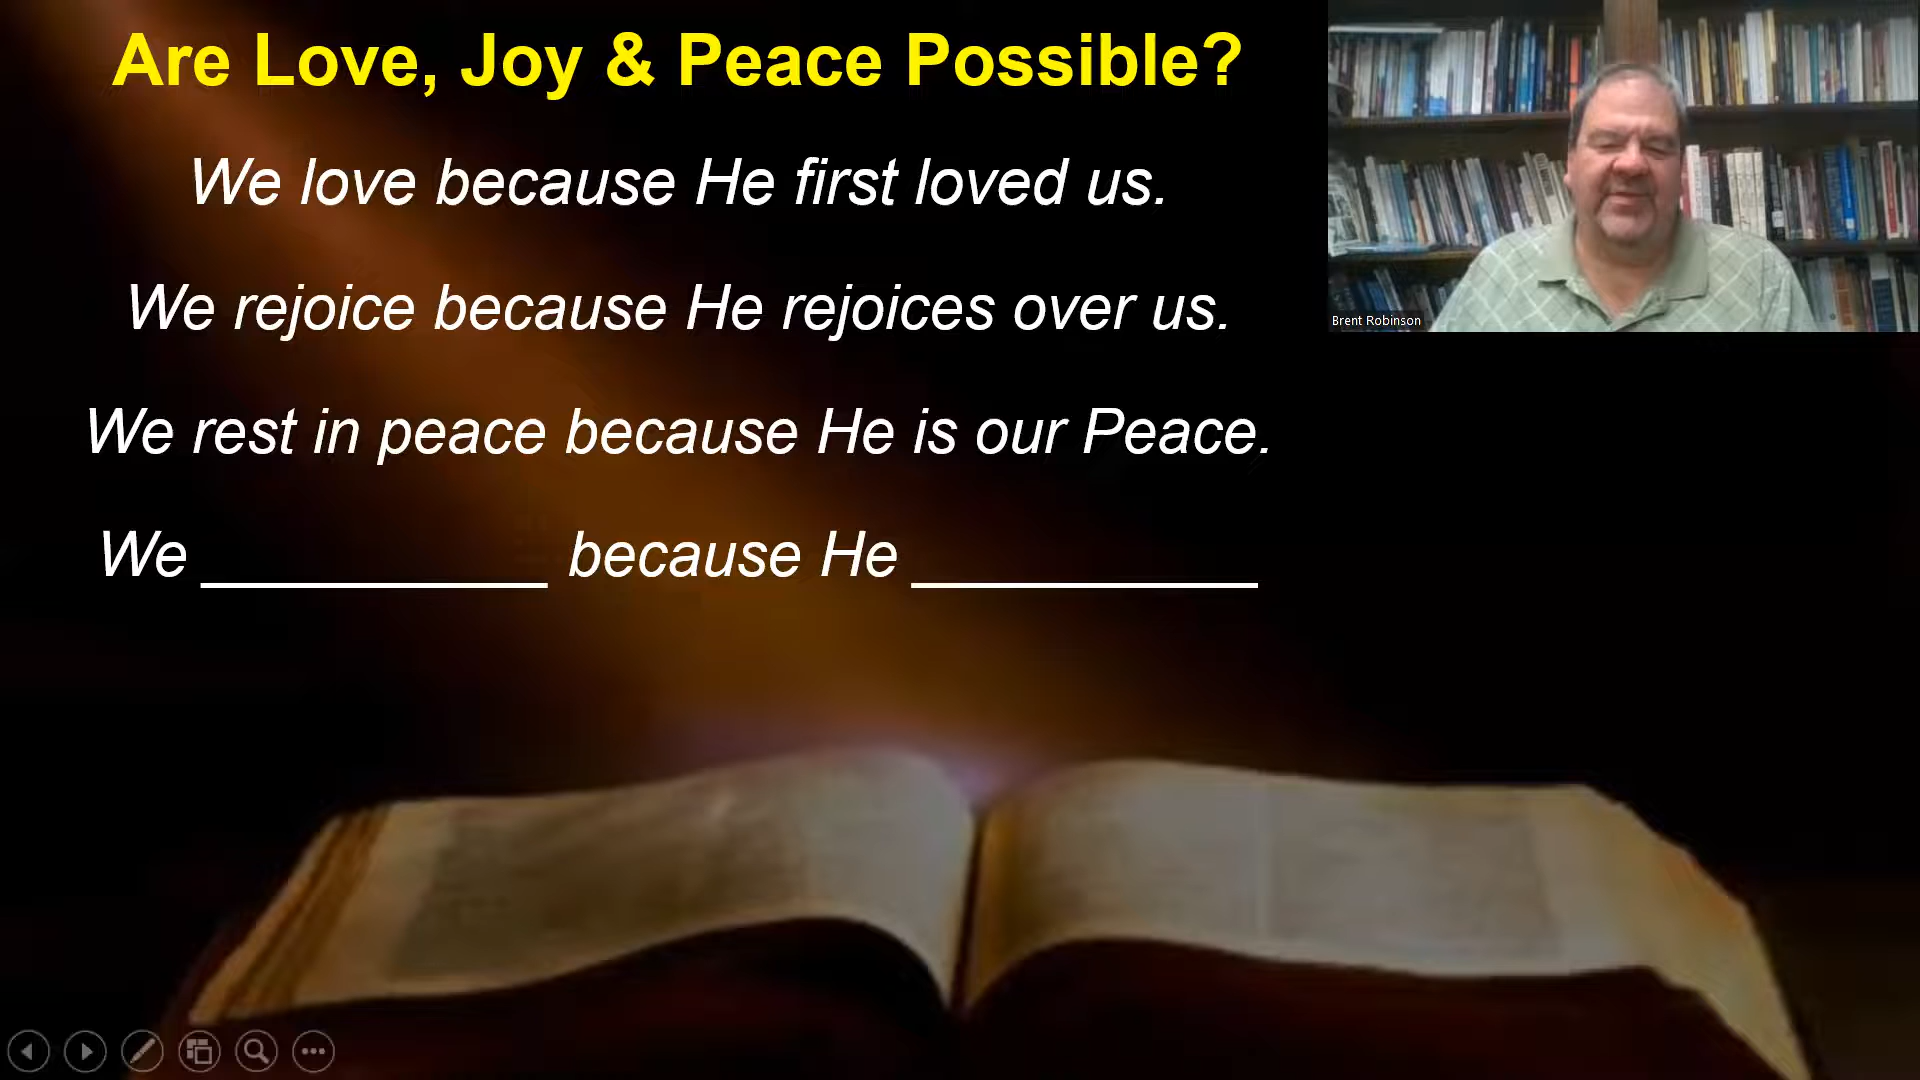 Are Love, Joy & Peace Possible?
We love because He first loved us.
We rejoice because He rejoices over us.
We rest in peace because He is our Peace.
We __________ because He __________
Brent Robinson